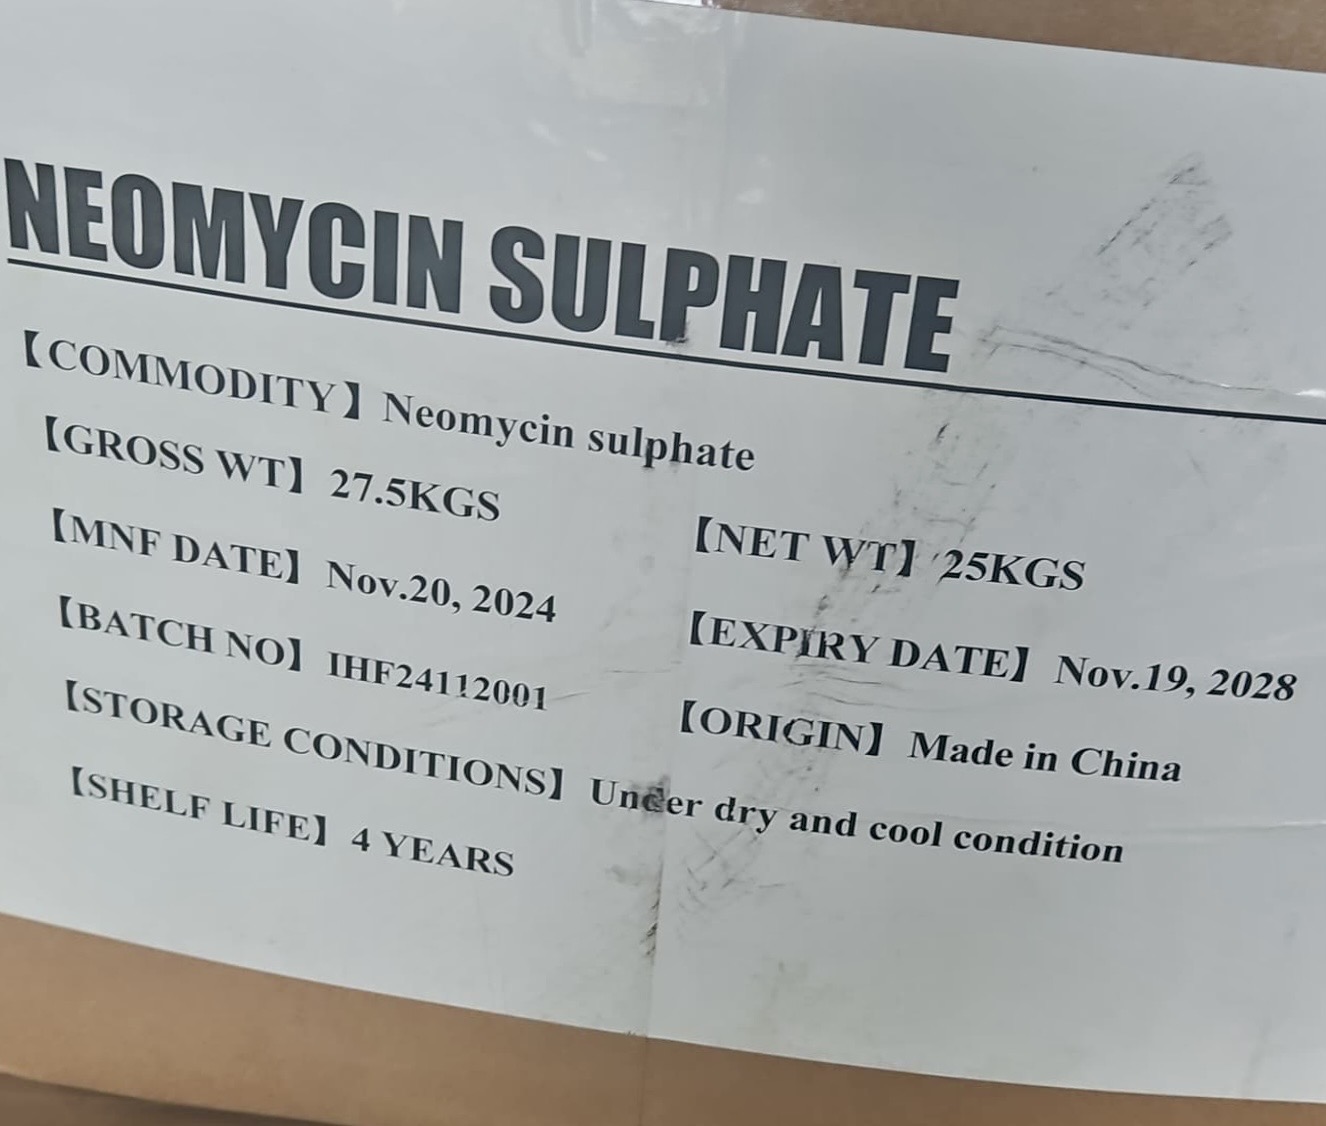 NEOMYCIN SULPHATE
【COMMODITY】Neomycin sulphate
【GROSS WT】 27.5KGS 【NET WT】 25KGS
【MNF DATE】 Nov.20, 2024 【EXPIRY DATE】 Nov.19, 2028
【BATCH NO】 IHF24112001 【ORIGIN】 Made in China
【STORAGE CONDITIONS】 Under dry and cool condition
【SHELF LIFE】 4 YEARS